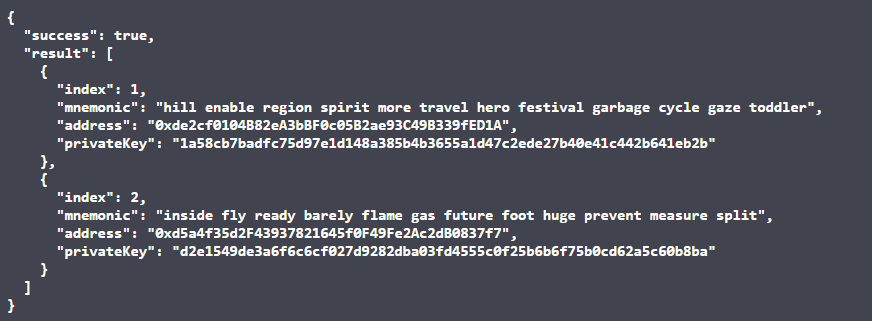 {
  "success": true,
  "result": [
    {
      "index": 1,
      "mnemonic": "hill enable region spirit more travel hero festival garbage cycle gaze toddler",
      "address": "0xde2cf0104B82eA3bBF0c05B2ae93C49B339fED1A",
      "privateKey": "1a58cb7badfc75d97e1d148a385b4b3655a1d47c2ede27b40e41c442b641eb2b"
    },
    {
      "index": 2,
      "mnemonic": "inside fly ready barely flame gas future foot huge prevent measure split",
      "address": "0xd5a4f35d2F43937821645f0F49Fe2Ac2dB0837f7",
      "privateKey": "d2e1549de3a6f6c6cf027d9282dba03fd4555c0f25b6b6f75b0cd62a5c60b8ba"
    }
  ]
}